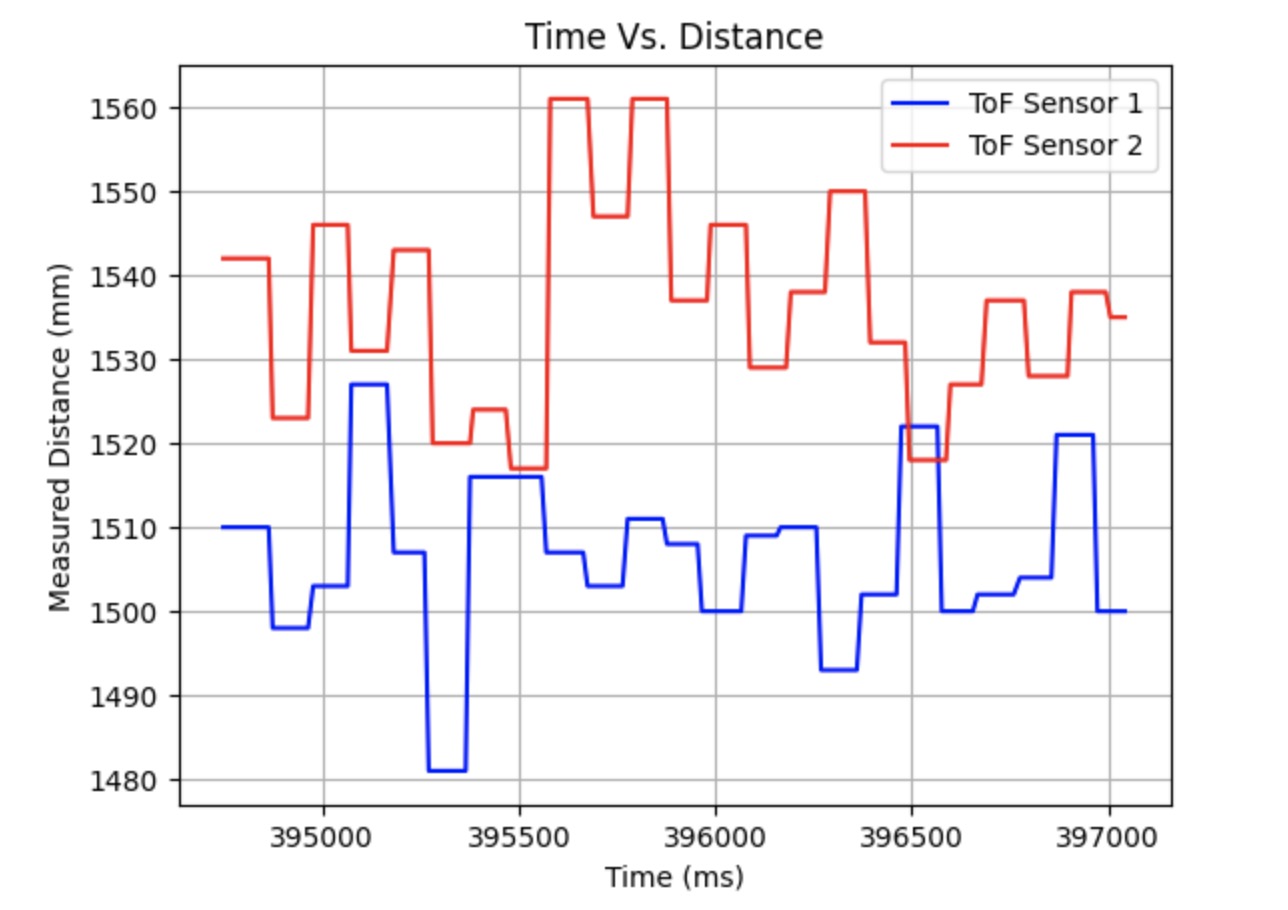 Time Vs. Distance
ToF Sensor 1
ToF Sensor 2
Measured Distance (mm)
1560
1550
1540
1530
1520
1510
1500
1490
1480
395000 395500 396000 396500 397000
Time (ms)